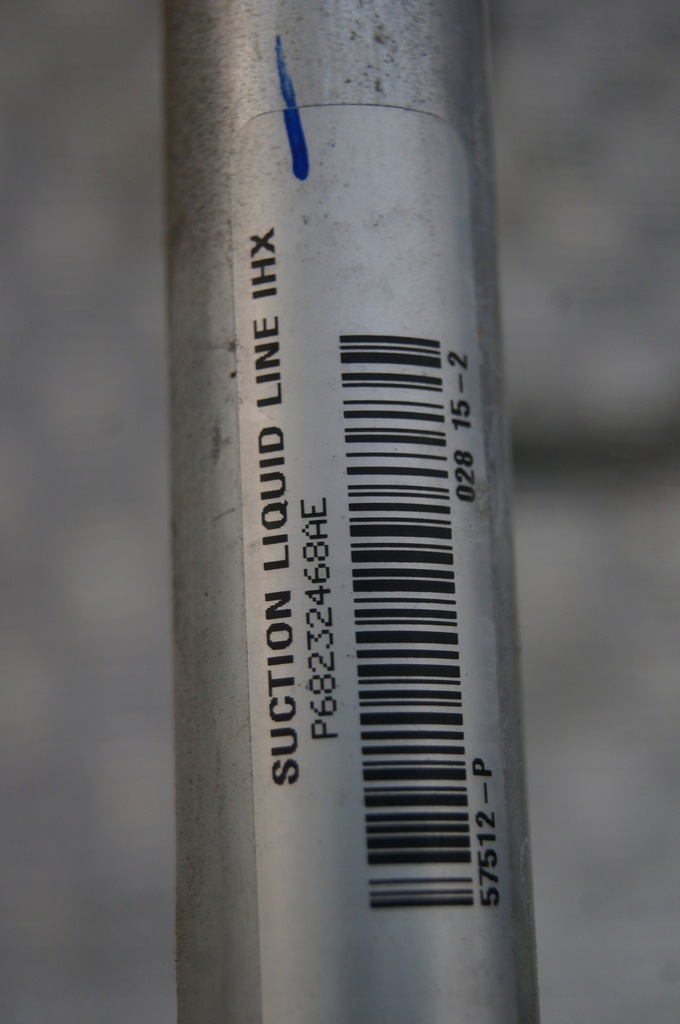 SUCTION LIQUID LINE IHX
P68232468AE
57512-P 028 15-2